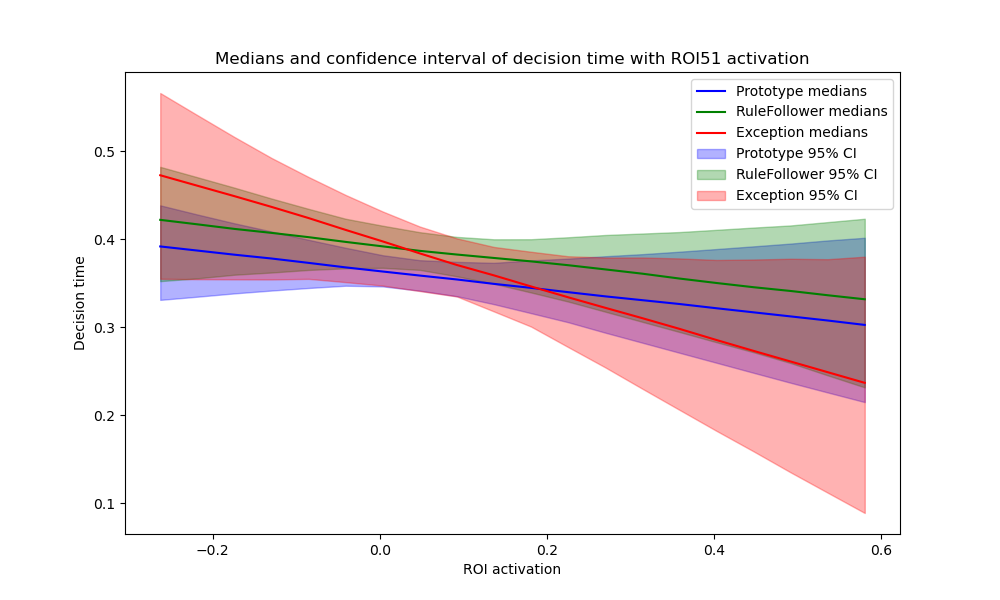 Medians and confidence interval of decision time with ROI51 activation
Prototype medians
RuleFollower medians
Exception medians
Prototype 95% CI
RuleFollower 95% CI
Exception 95% CI
Decision time
0.5
0.4
0.3
0.2
0.1
−0.2
0.0
0.2
0.4
0.6
ROI activation